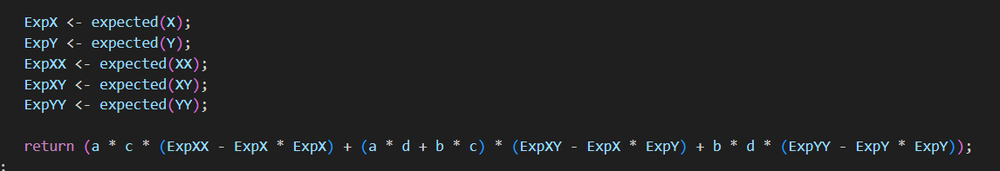 ExpX <- expected(X);
ExpY <- expected(Y);
ExpXX <- expected(XX);
ExpXY <- expected(XY);
ExpYY <- expected(YY);
return (a * c * (ExpXX - ExpX * ExpX) + (a * d + b * c) * (ExpXY - ExpX * ExpY) + b * d * (ExpYY - ExpY * ExpY));
;